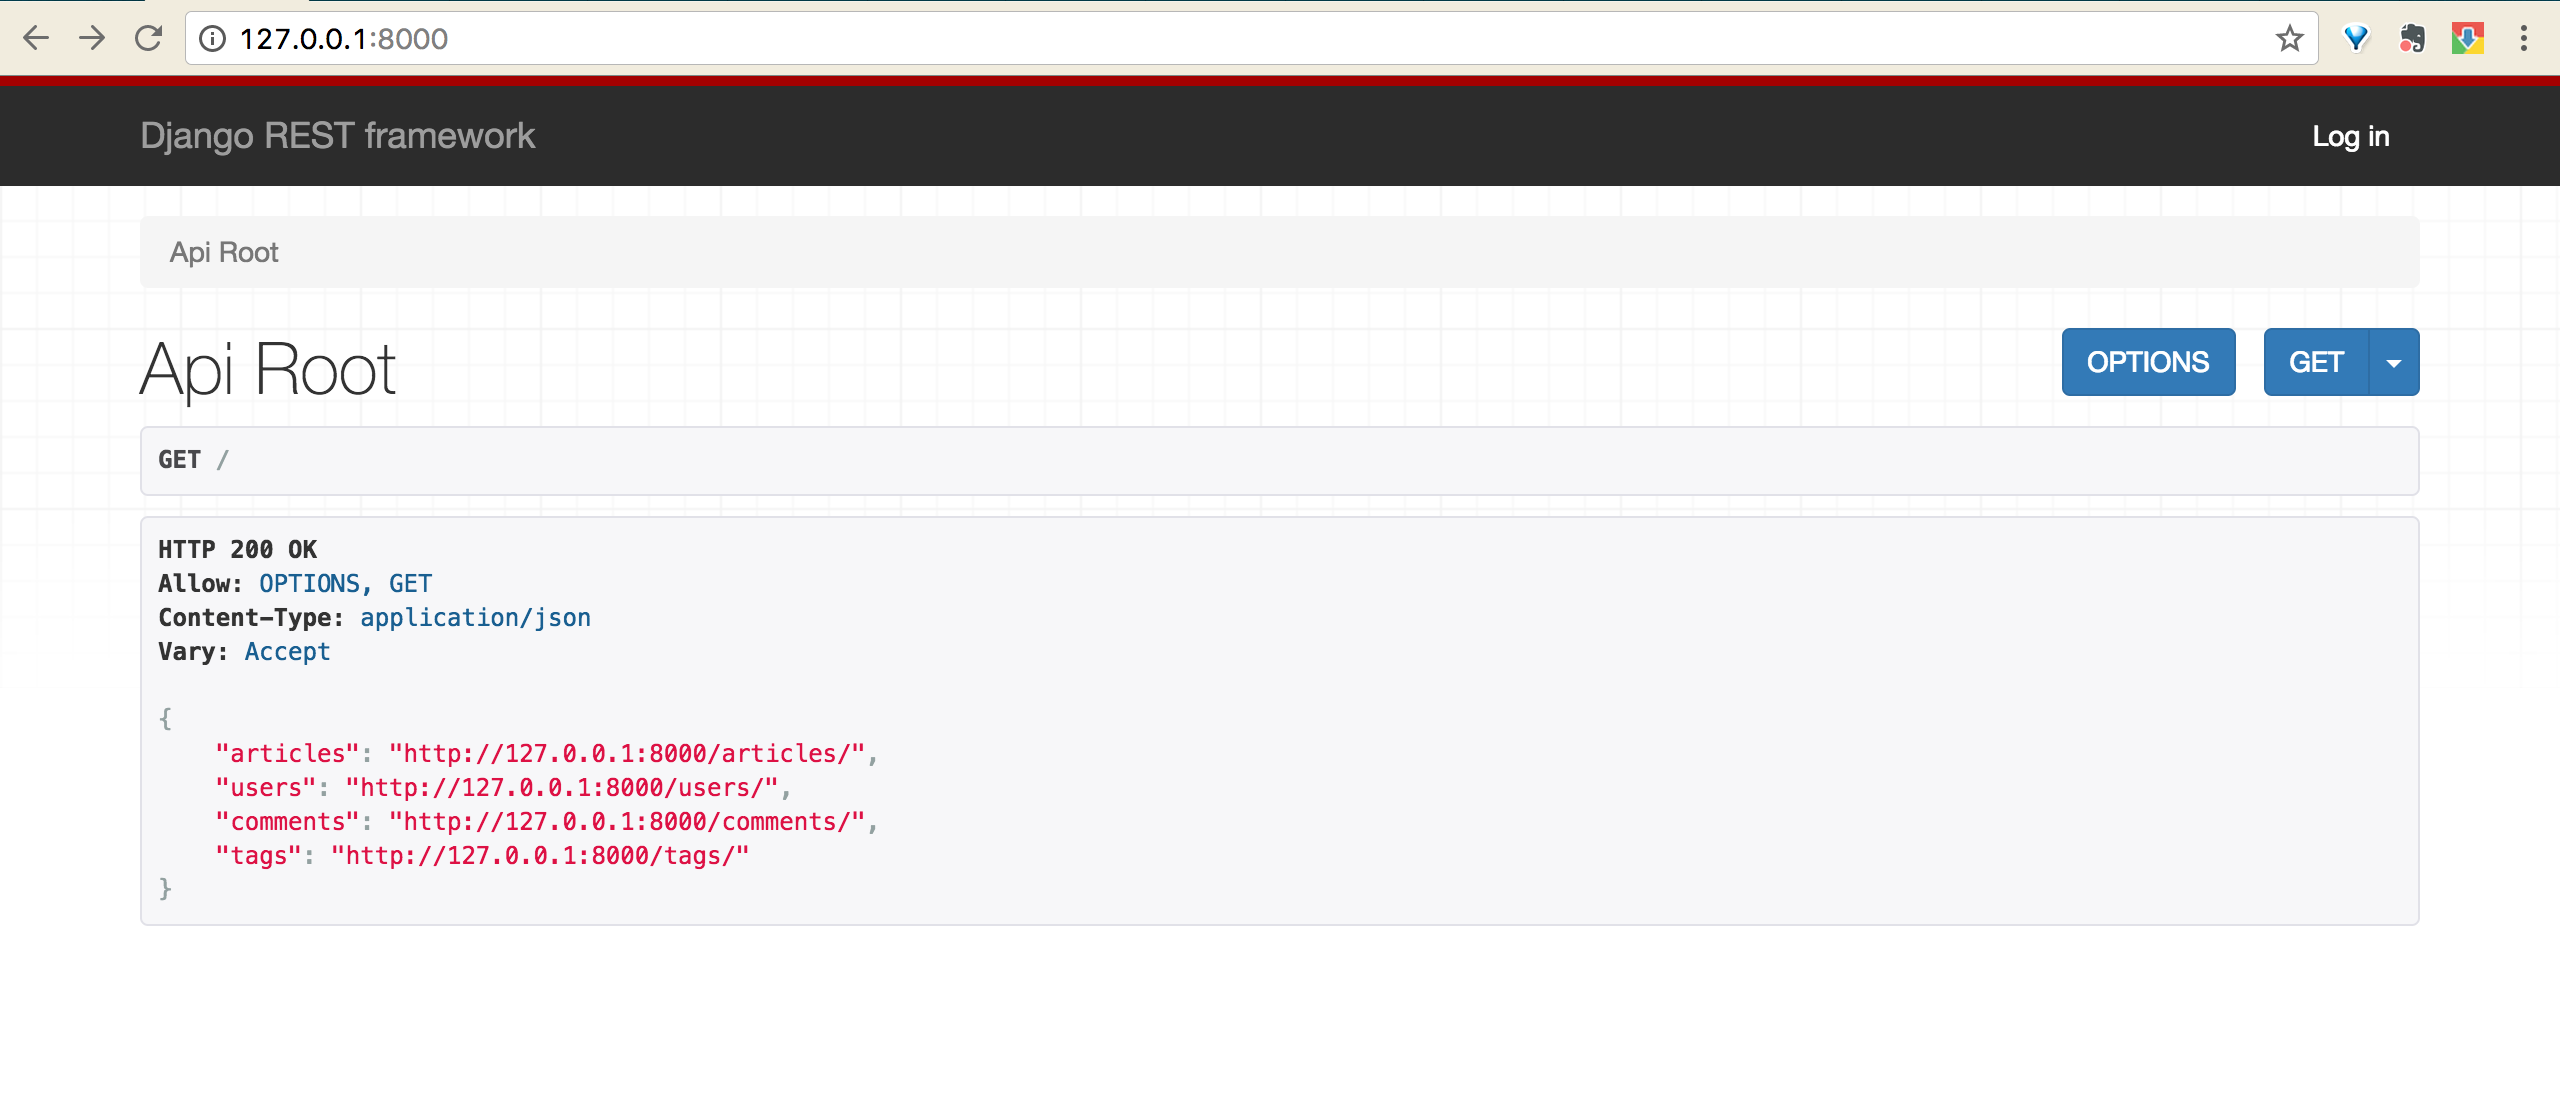 127.0.0.1:8000
Django REST framework
Log in
Api Root
Api Root
OPTIONS
GET
GET /
HTTP 200 OK
Allow: OPTIONS, GET
Content-Type: application/json
Vary: Accept
{
    "articles": "http://127.0.0.1:8000/articles/",
    "users": "http://127.0.0.1:8000/users/",
    "comments": "http://127.0.0.1:8000/comments/",
    "tags": "http://127.0.0.1:8000/tags/"
}